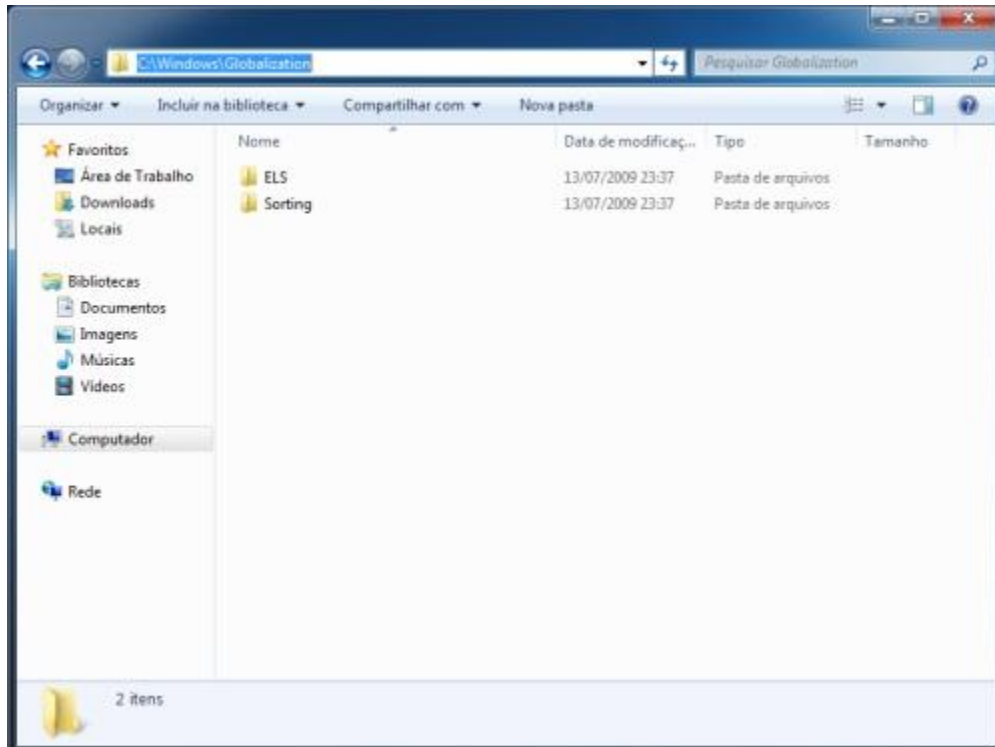 C:\Windows\Globalization
Pesquisar Globalization
Organizar Incluir na biblioteca Compartilhar com Nova pasta
Nome Data de modificaç... Tipo Tamanho
Favoritos
Área de Trabalho
Downloads
Locais
Bibliotecas
Documentos
Imagens
Músicas
Vídeos
Computador
Rede
ELS 13/07/2009 23:37 Pasta de arquivos
Sorting 13/07/2009 23:37 Pasta de arquivos
2 itens